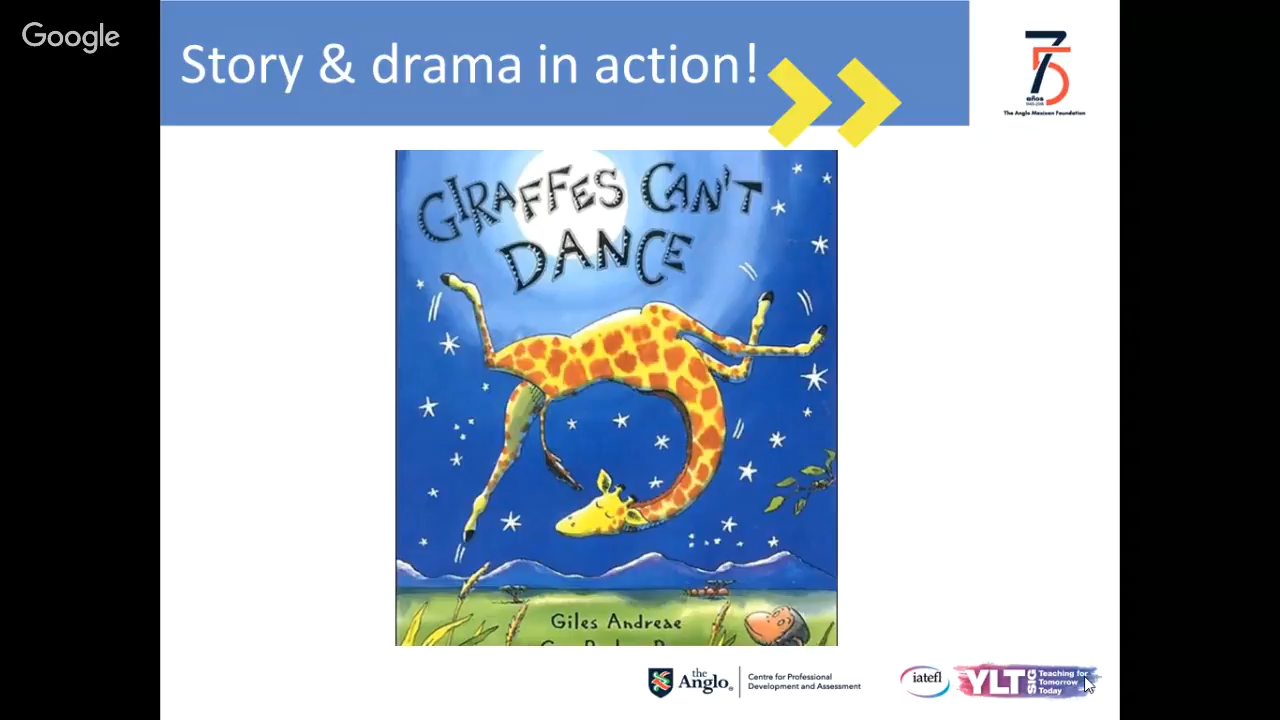 Google
Story & drama in action!
75
años
The Anglo Mexican Foundation
GIRAFFES CAN'T
DANCE
Giles Andreae
the
Anglo
Centre for Professional
Development and Assessment
iatefl
YLT
SIG
Teaching for
Tomorrow
Today